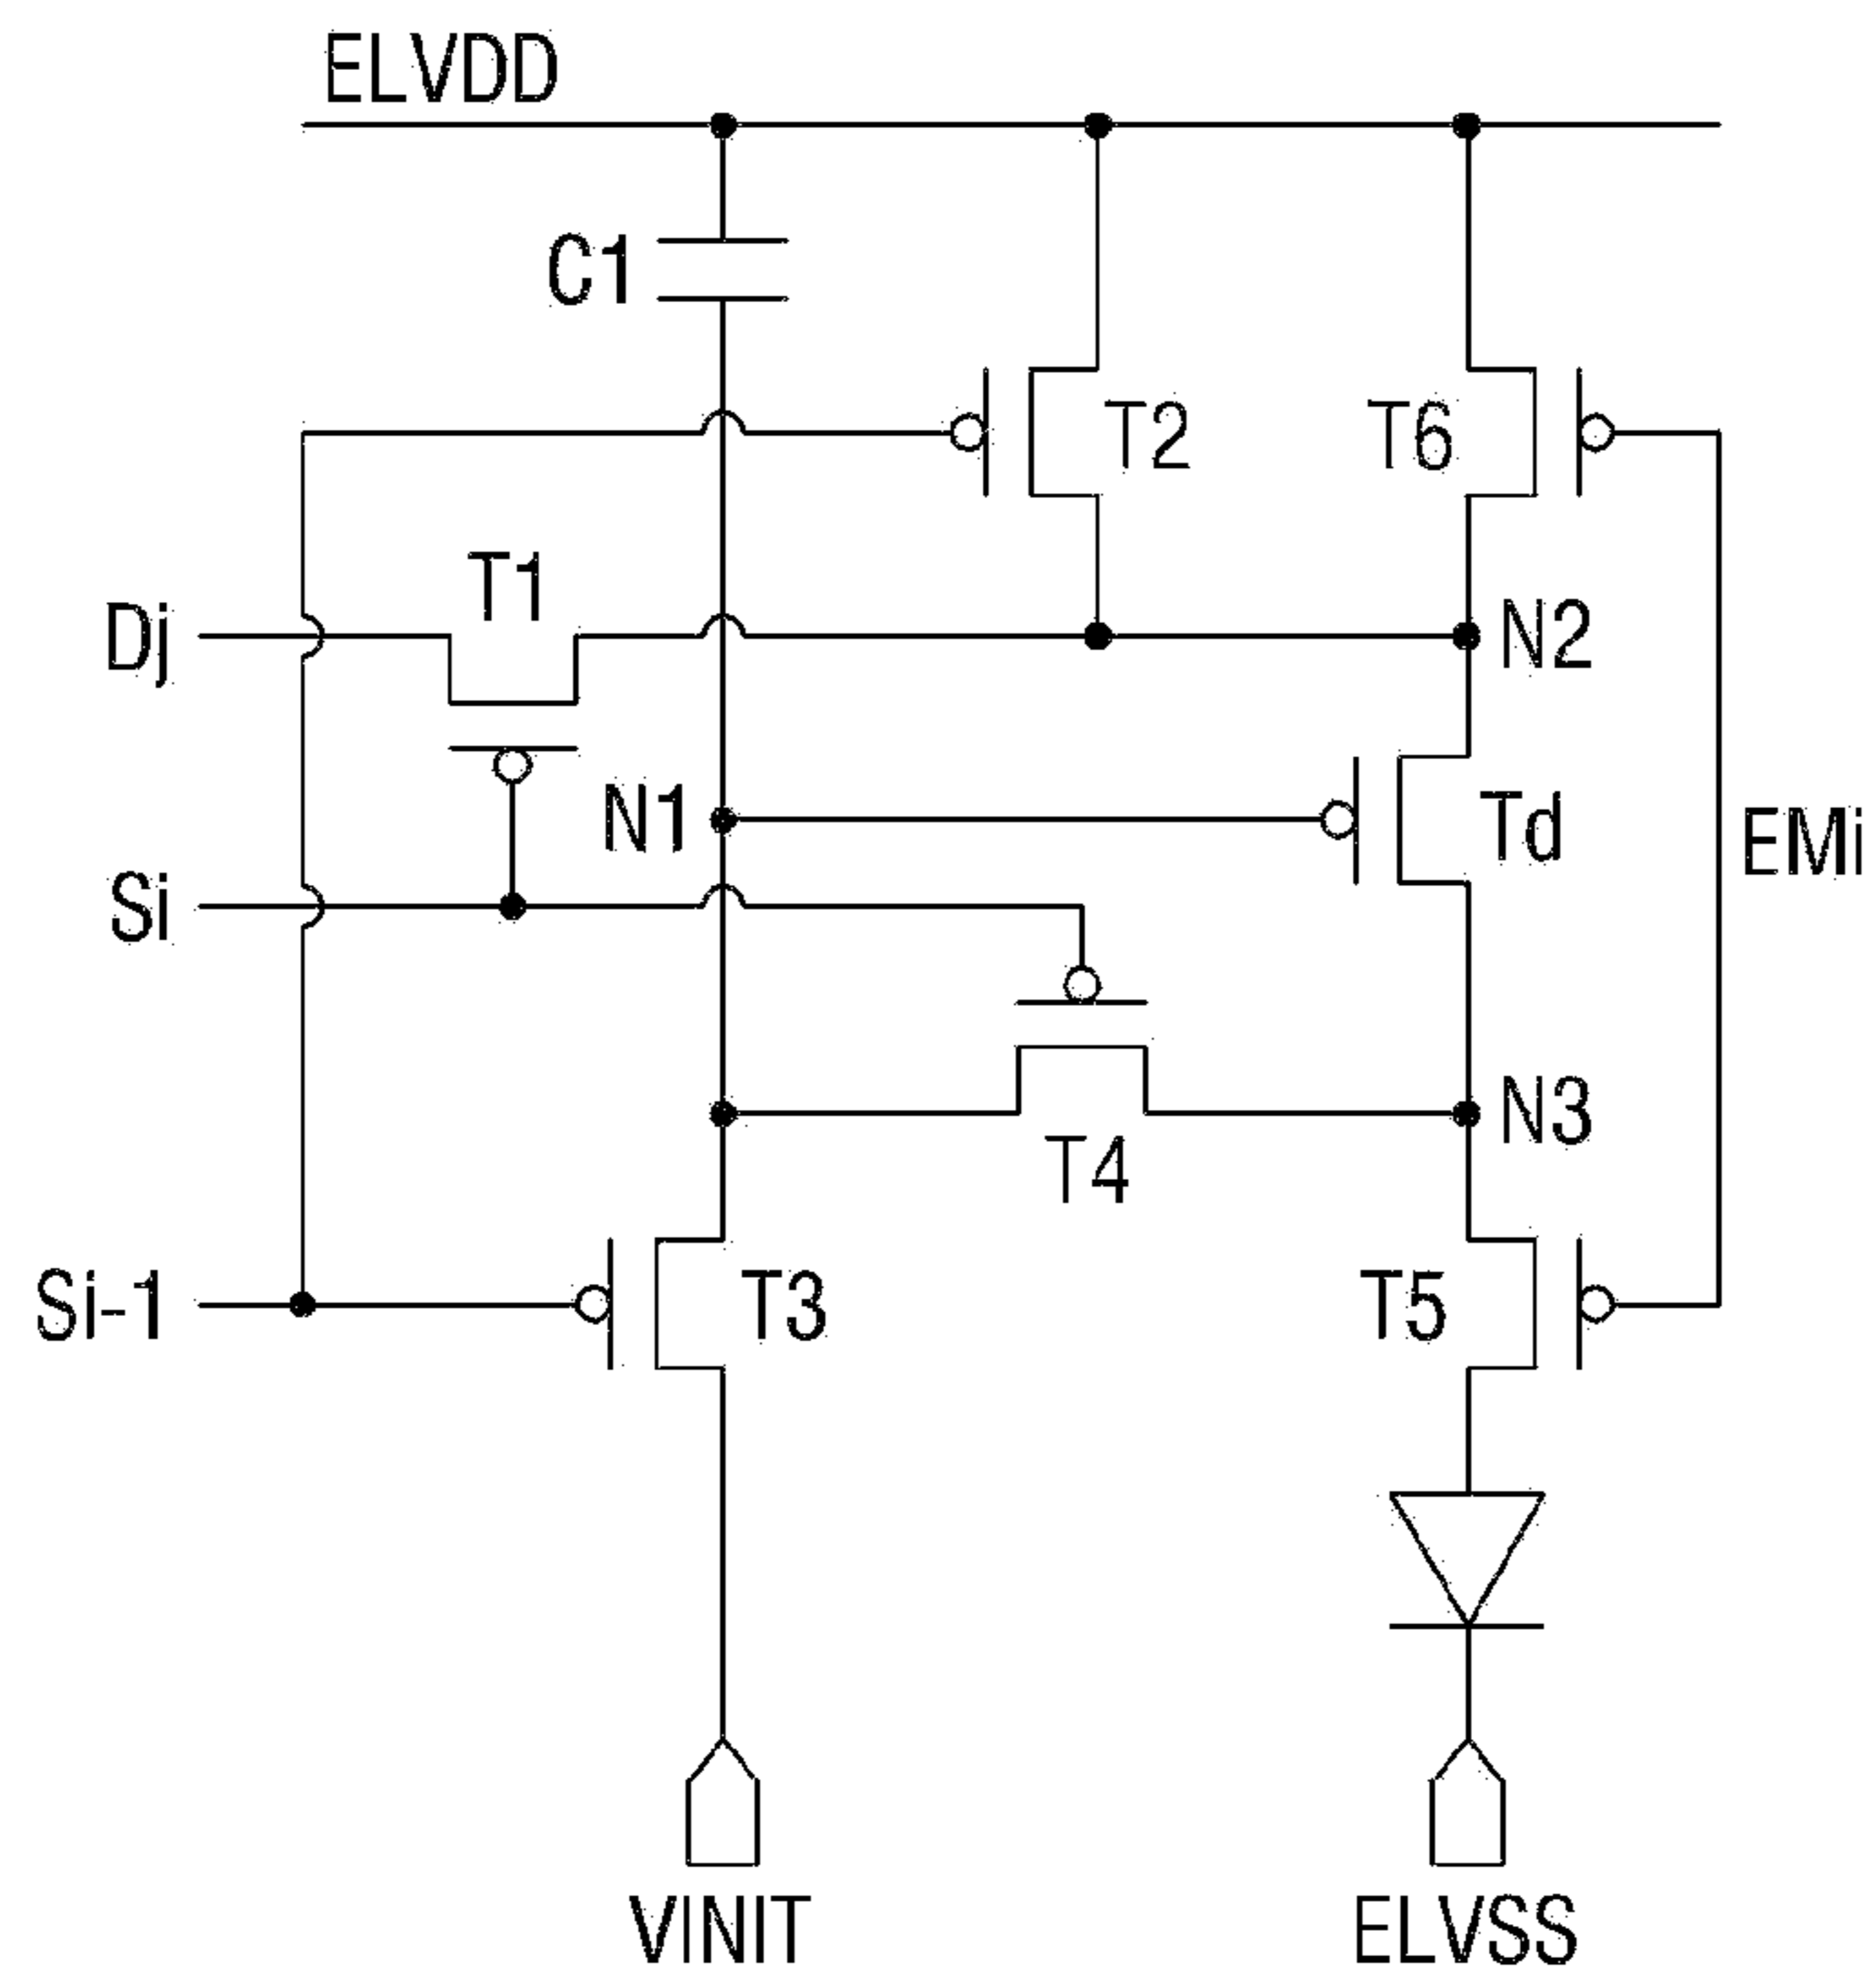 ELVDD
C1
T2
T6
T1
Dj
N2
N1
Td
EMi
Si
N3
T4
Si-1
T3
T5
VINIT
ELVSS